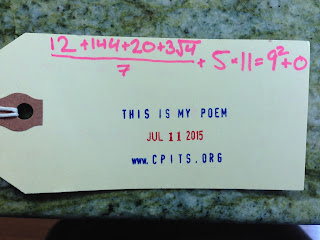 12 + 144 + 20 + 3√4
7
+ 5 × 11 = 9² + 0
THIS IS MY POEM
JUL 11 2015
www.CPITS.ORG